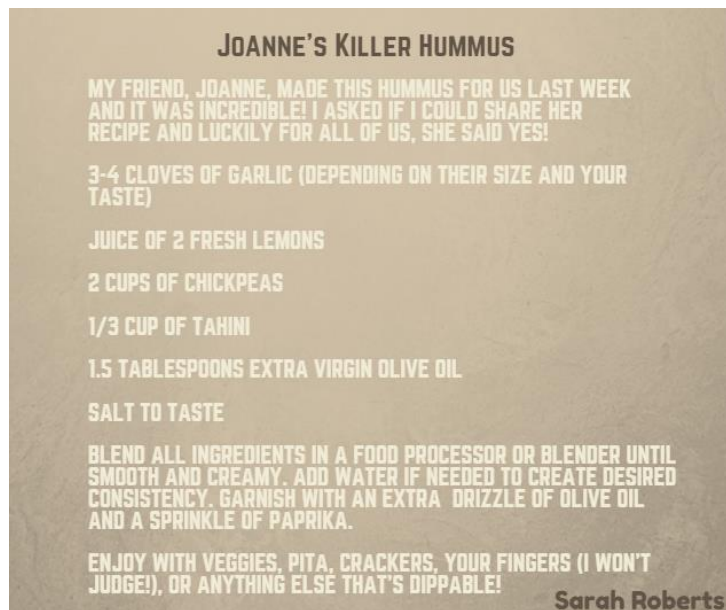 JOANNE'S KILLER HUMMUS
MY FRIEND, JOANNE, MADE THIS HUMMUS FOR US LAST WEEK
AND IT WAS INCREDIBLE! I ASKED IF I COULD SHARE HER
RECIPE AND LUCKILY FOR ALL OF US, SHE SAID YES!
3-4 CLOVES OF GARLIC (DEPENDING ON THEIR SIZE AND YOUR
TASTE)
JUICE OF 2 FRESH LEMONS
2 CUPS OF CHICKPEAS
1/3 CUP OF TAHINI
1.5 TABLESPOONS EXTRA VIRGIN OLIVE OIL
SALT TO TASTE
BLEND ALL INGREDIENTS IN A FOOD PROCESSOR OR BLENDER UNTIL
SMOOTH AND CREAMY. ADD WATER IF NEEDED TO CREATE DESIRED
CONSISTENCY. GARNISH WITH AN EXTRA DRIZZLE OF OLIVE OIL
AND A SPRINKLE OF PAPRIKA.
ENJOY WITH VEGGIES, PITA, CRACKERS, YOUR FINGERS (I WON'T
JUDGE!), OR ANYTHING ELSE THAT'S DIPPABLE!
Sarah Roberts